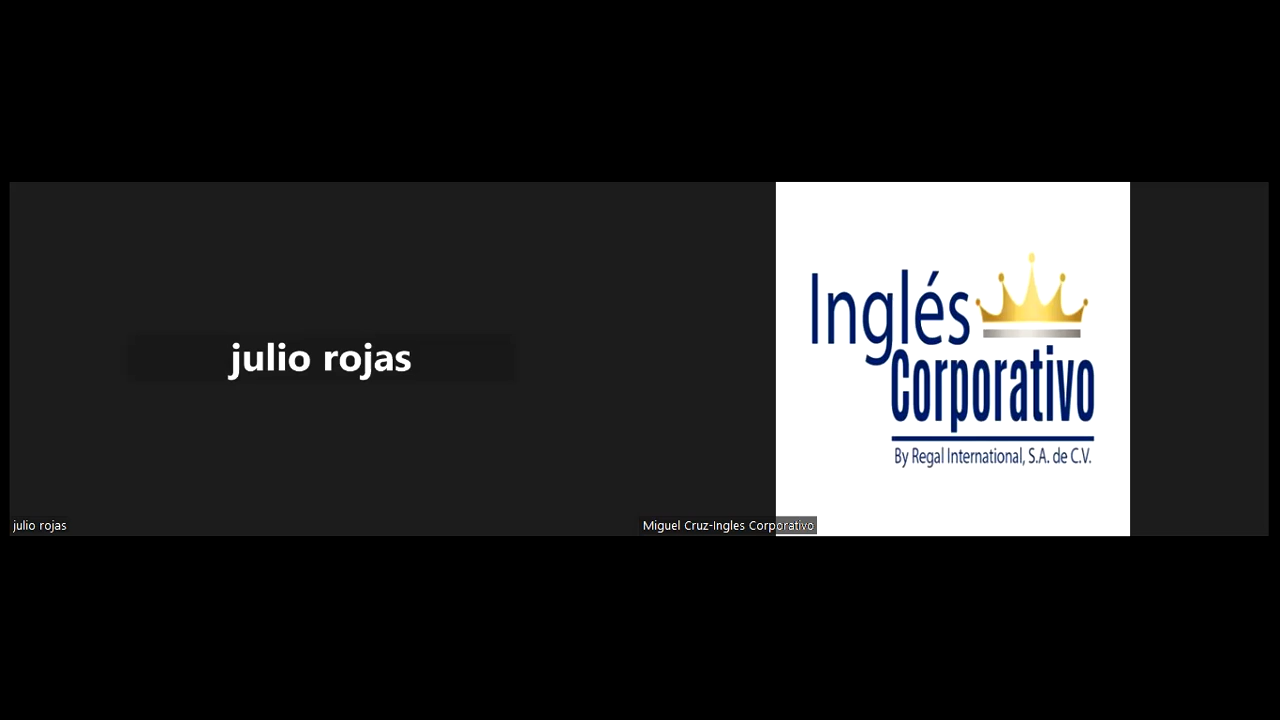 julio rojas
julio rojas
Inglés
Corporativo
By Regal International, S.A. de C.V.
Miguel Cruz-Ingles Corporativo